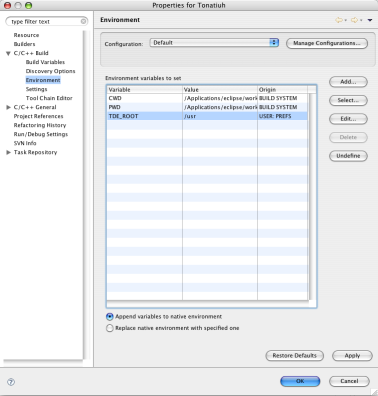 Properties for Tonatiuh
type filter text
Resource
Builders
C/C++ Build
Build Variables
Discovery Options
Environment
Settings
Tool Chain Editor
C/C++ General
Project References
Refactoring History
Run/Debug Settings
SVN Info
Task Repository
Environment
Configuration: Default Manage Configurations...
Environment variables to set
Variable Value Origin
CWD /Applications/eclipse/work BUILD SYSTEM
PWD /Applications/eclipse/work BUILD SYSTEM
TDE_ROOT /usr USER: PREFS
Add...
Select...
Edit...
Delete
Undefine
Append variables to native environment
Replace native environment with specified one
Restore Defaults Apply
? OK Cancel